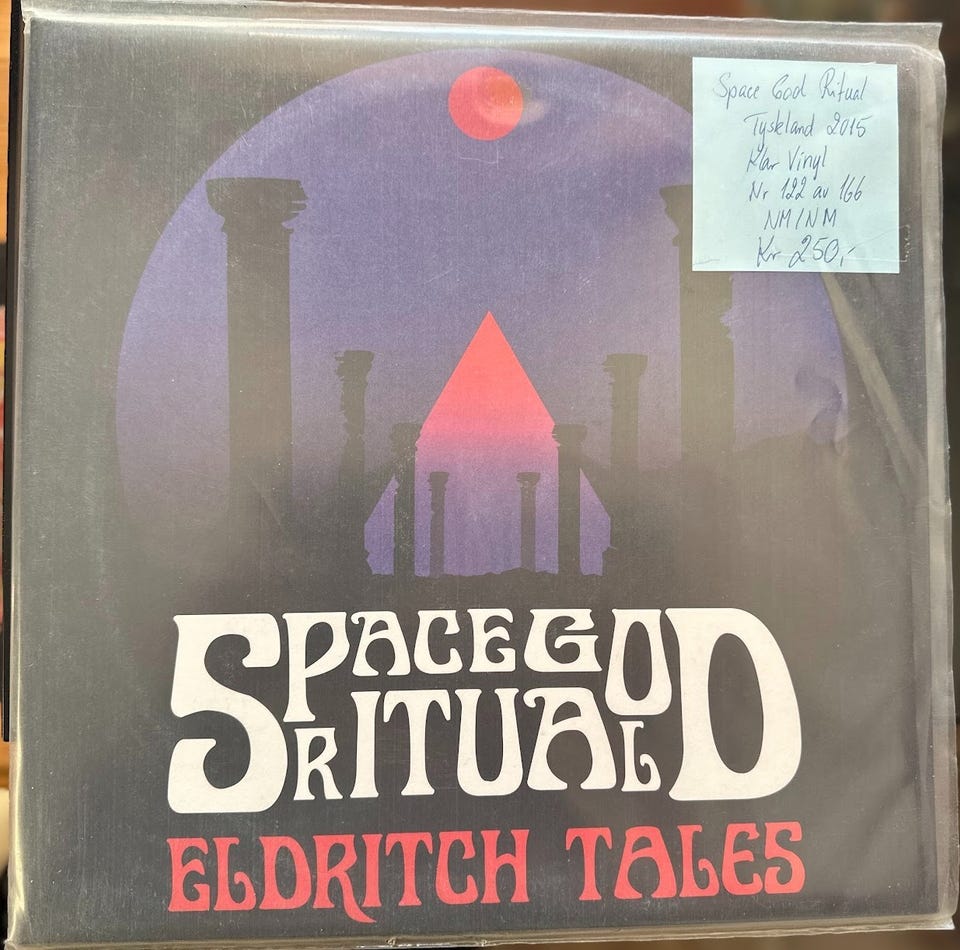 Space God Ritual
Tyskland 2015
Klar Vinyl
Nr 122 av 166
NM/NM
Kr 250,-
SPACE GOD
RITUAL
ELDRITCH TALES